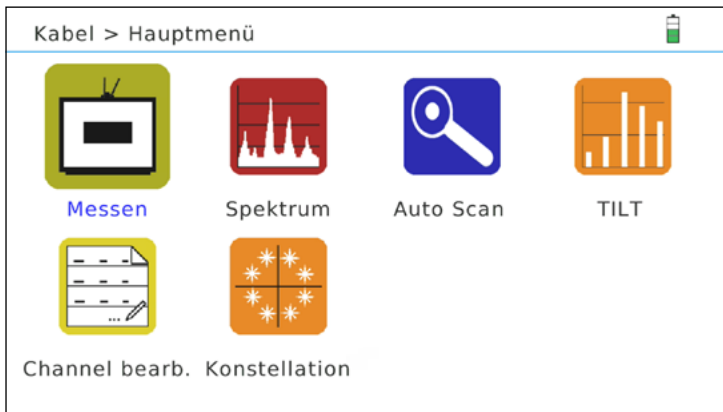 Kabel > Hauptmenü
Messen Spektrum Auto Scan TILT
Channel bearb. Konstellation